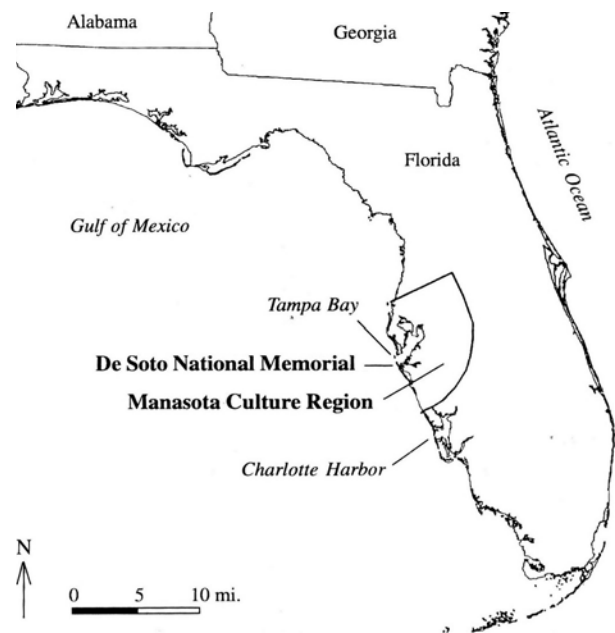 Alabama
Georgia
Atlantic Ocean
Florida
Gulf of Mexico
Tampa Bay
De Soto National Memorial
Manasota Culture Region
Charlotte Harbor
N
0 5 10 mi.